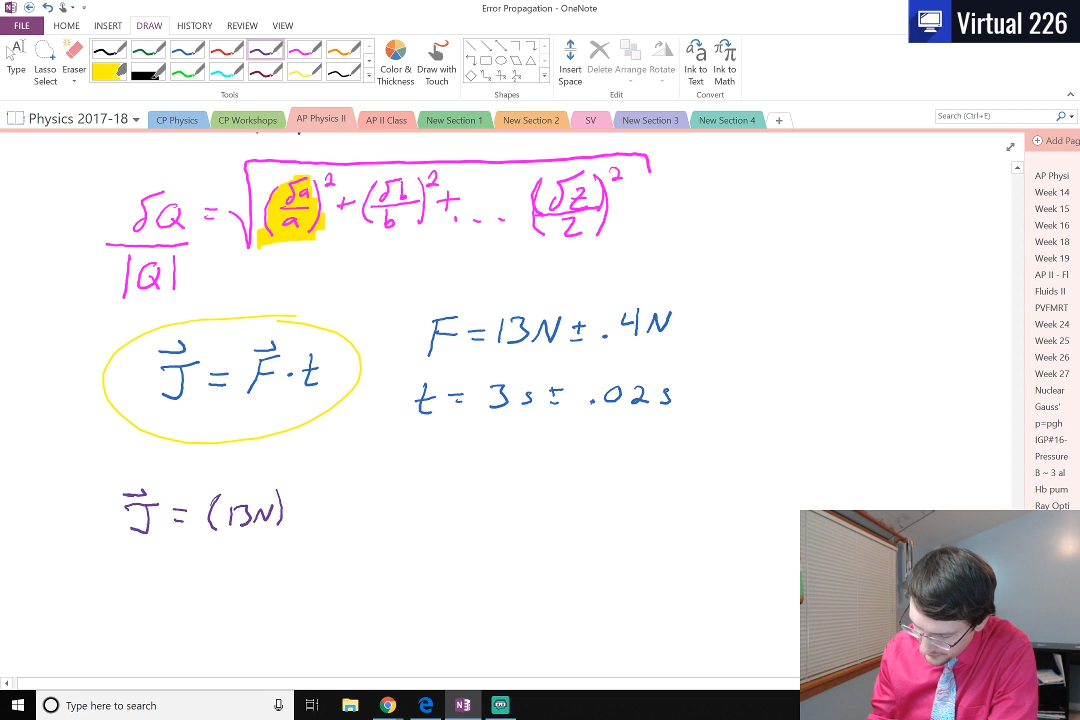 Error Propagation - OneNote
Virtual 226
FILE HOME INSERT DRAW HISTORY REVIEW VIEW
Type
Lasso Select
Eraser
Color & Thickness
Draw with Touch
Insert Space
Delete
Arrange
Rotate
Ink to Text
Ink to Math
Tools
Shapes
Edit
Convert
Physics 2017-18
CP Physics
CP Workshops
AP Physics II
AP II Class
New Section 1
New Section 2
SV
New Section 3
New Section 4
+
Search (Ctrl+E)
Add Pag
AP Physi
Week 14
Week 15
Week 16
Week 18
Week 19
AP II - Fl
Fluids II
PVFMRT
Week 24
Week 25
Week 26
Week 27
Nuclear
Gauss'
p=pgh
IGP#16-
Pressure
B ~ 3 al
Hb pum
Ray Opti
δQ/|Q| = √((δa/a)² + (δb/b)² + ... (δz/z)²)
J⃗ = F⃗ · t
F = 13N ± .4N
t = 3s ± .02s
J⃗ = (13N)
Type here to search